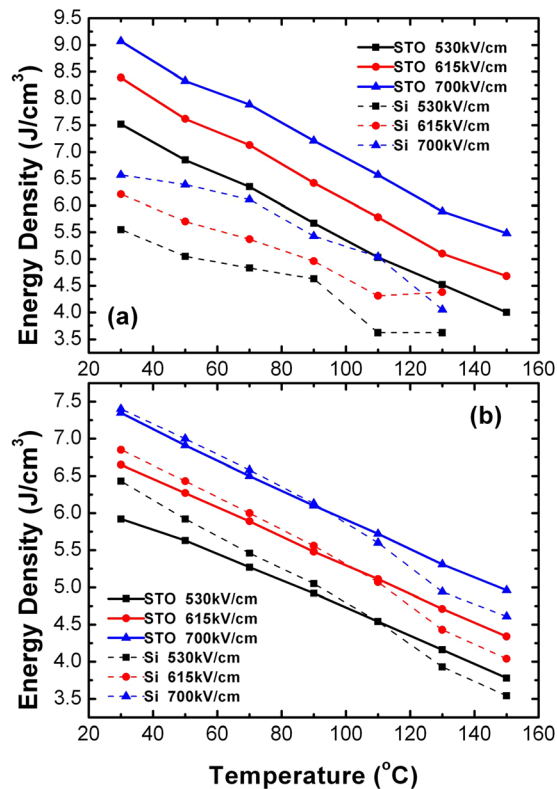 9.5
9.0
8.5
8.0
7.5
7.0
6.5
6.0
5.5
5.0
4.5
4.0
3.5
Energy Density (J/cm³)
STO 530kV/cm
STO 615kV/cm
STO 700kV/cm
Si 530kV/cm
Si 615kV/cm
Si 700kV/cm
(a)
20 40 60 80 100 120 140 160
7.5
7.0
6.5
6.0
5.5
5.0
4.5
4.0
3.5
Energy Density (J/cm³)
(b)
STO 530kV/cm
STO 615kV/cm
STO 700kV/cm
Si 530kV/cm
Si 615kV/cm
Si 700kV/cm
20 40 60 80 100 120 140 160
Temperature (°C)